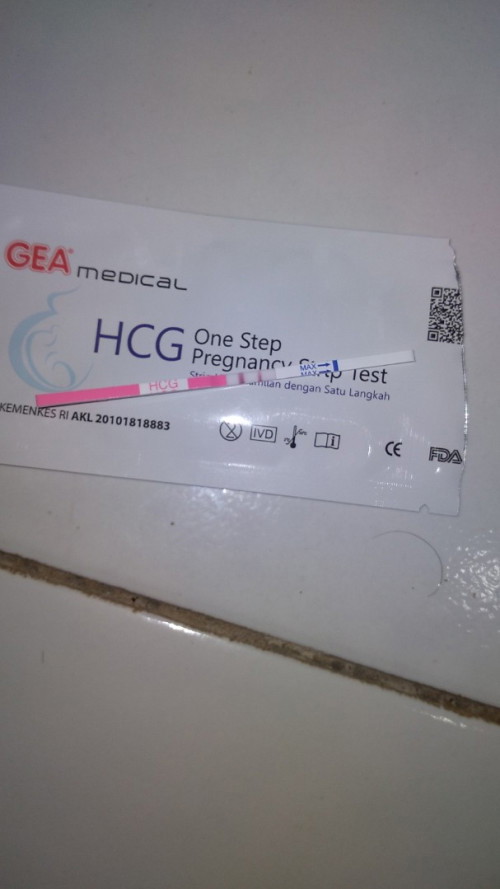 GEA medical
HCG One Step
Pregnancy Strip Test
dengan Satu Langkah
HCG
MAX
MAX
KEMENKES RI AKL 20101818883
IVD
i
CE
FDA